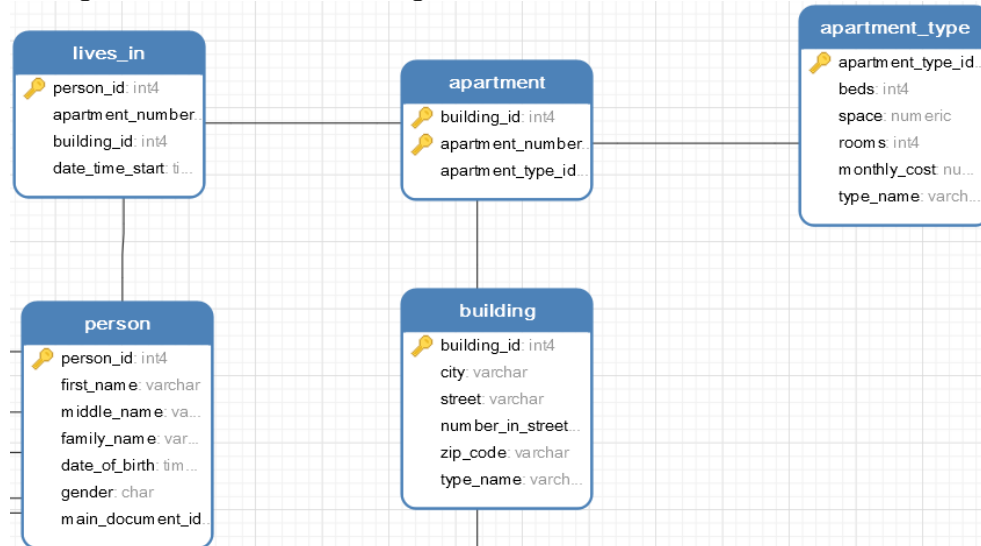 lives_in
person_id: int4
apartment_number..
building_id: int4
date_time_start: ti...
apartment
building_id: int4
apartment_number..
apartment_type_id..
apartment_type
apartment_type_id..
beds: int4
space: numeric
rooms: int4
monthly_cost: nu...
type_name: varch...
person
person_id: int4
first_name: varchar
middle_name: va...
family_name: var...
date_of_birth: tim...
gender: char
main_document_id..
building
building_id: int4
city: varchar
street: varchar
number_in_street...
zip_code: varchar
type_name: varch...